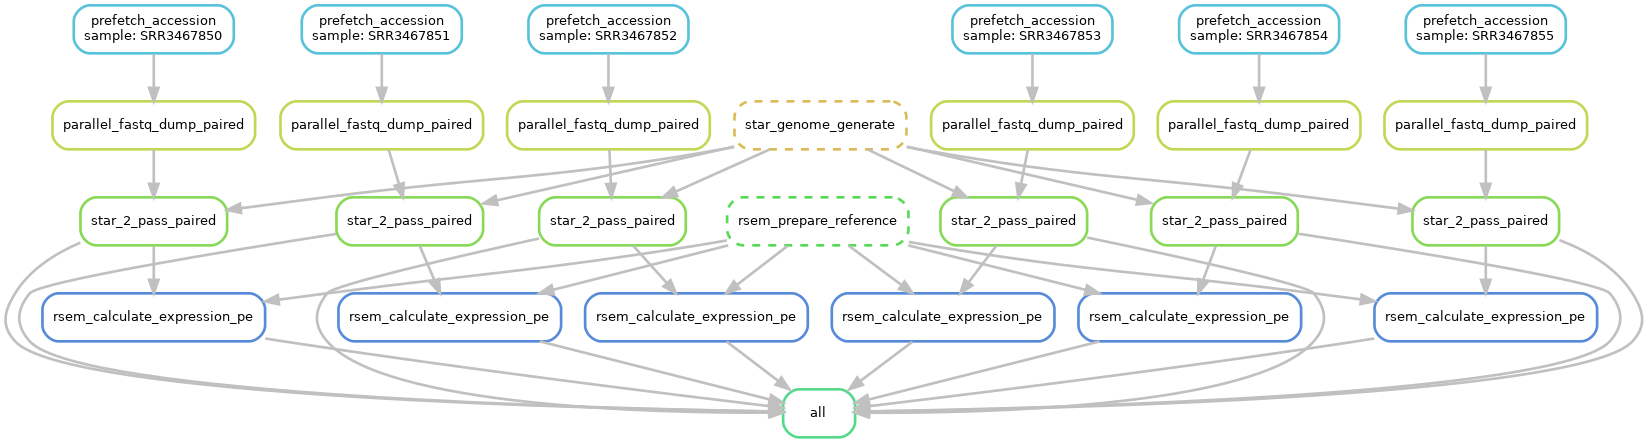 prefetch_accession
sample: SRR3467850
prefetch_accession
sample: SRR3467851
prefetch_accession
sample: SRR3467852
prefetch_accession
sample: SRR3467853
prefetch_accession
sample: SRR3467854
prefetch_accession
sample: SRR3467855
parallel_fastq_dump_paired
parallel_fastq_dump_paired
parallel_fastq_dump_paired
star_genome_generate
parallel_fastq_dump_paired
parallel_fastq_dump_paired
parallel_fastq_dump_paired
star_2_pass_paired
star_2_pass_paired
star_2_pass_paired
rsem_prepare_reference
star_2_pass_paired
star_2_pass_paired
star_2_pass_paired
rsem_calculate_expression_pe
rsem_calculate_expression_pe
rsem_calculate_expression_pe
rsem_calculate_expression_pe
rsem_calculate_expression_pe
rsem_calculate_expression_pe
all